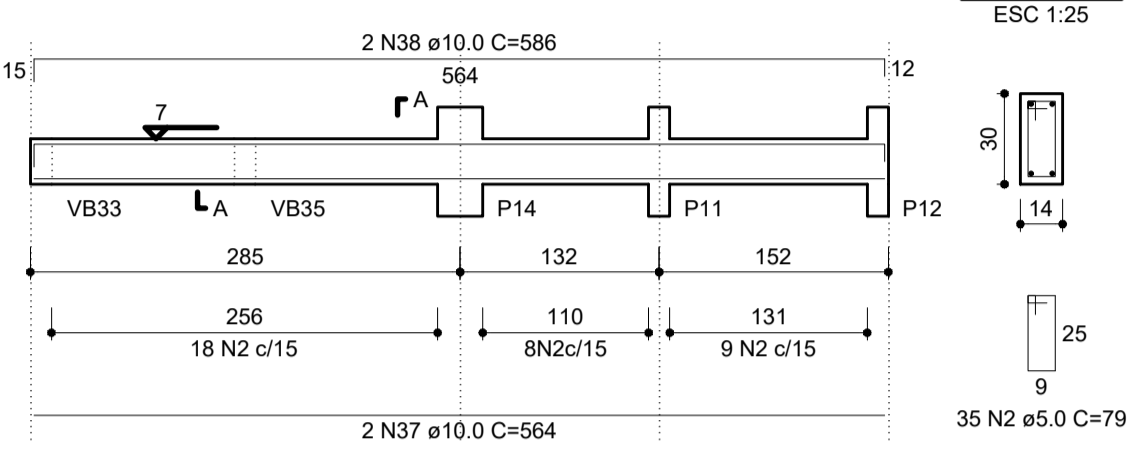 ESC 1:25
2 N38 ø10.0 C=586
15
564
12
A
7
30
14
VB33
A
VB35
P14
P11
P12
285
132
152
256
110
131
18 N2 c/15
8N2c/15
9 N2 c/15
25
9
35 N2 ø5.0 C=79
2 N37 ø10.0 C=564